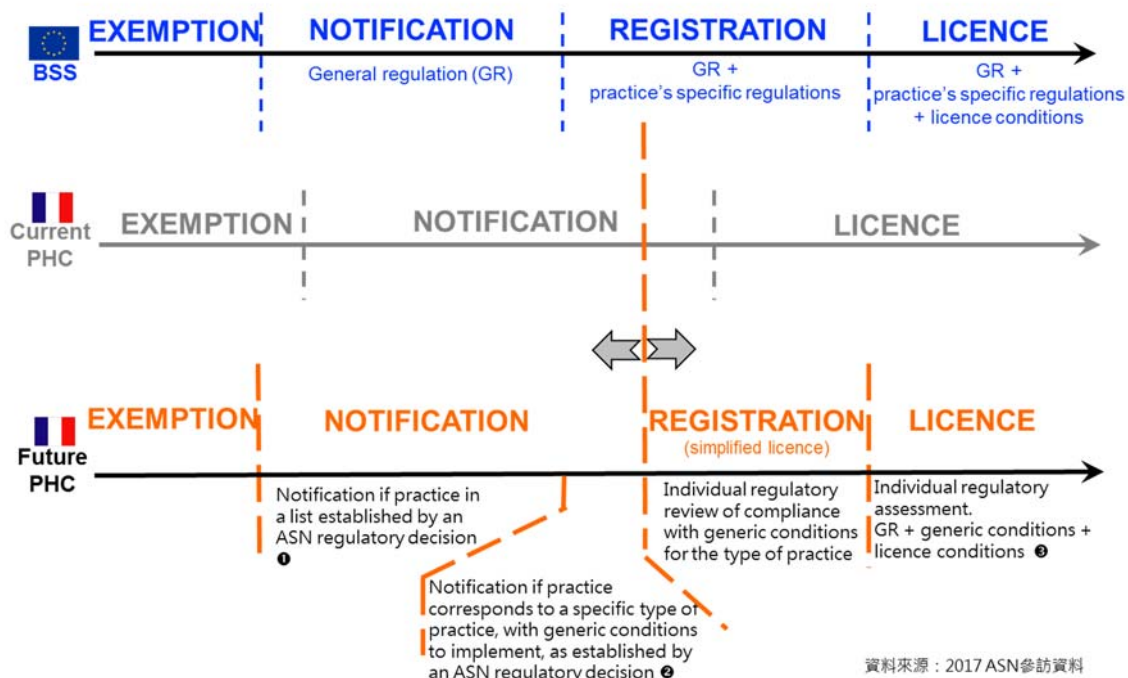 EXEMPTION NOTIFICATION REGISTRATION LICENCE
BSS
General regulation (GR)
GR +
practice's specific regulations
GR +
practice's specific regulations
+ licence conditions
Current
PHC
EXEMPTION NOTIFICATION LICENCE
EXEMPTION NOTIFICATION REGISTRATION LICENCE
(simplified licence)
Future
PHC
Notification if practice in
a list established by an
ASN regulatory decision
❶
Notification if practice
corresponds to a specific type of
practice, with generic conditions
to implement, as established by
an ASN regulatory decision ❷
Individual regulatory
review of compliance
with generic conditions
for the type of practice
Individual regulatory
assessment.
GR + generic conditions +
licence conditions ❸
資料來源：2017 ASN參訪資料